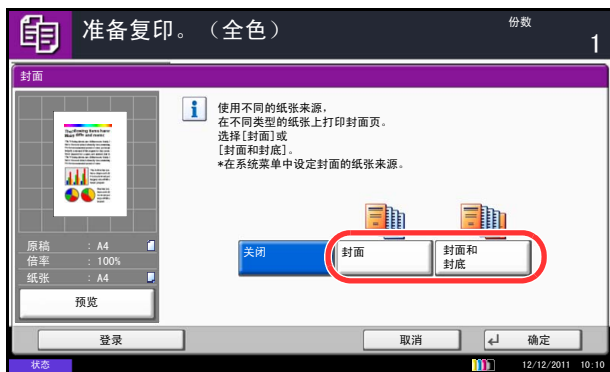 准备复印。（全色）
份数
1
封面
使用不同的纸张来源，
在不同类型的纸张上打印封面页。
选择[封面]或
[封面和封底]。
*在系统菜单中设定封面的纸张来源。
原稿 : A4
倍率 : 100%
纸张 : A4
预览
关闭
封面
封面和
封底
登录
取消
确定
状态
12/12/2011 10:10